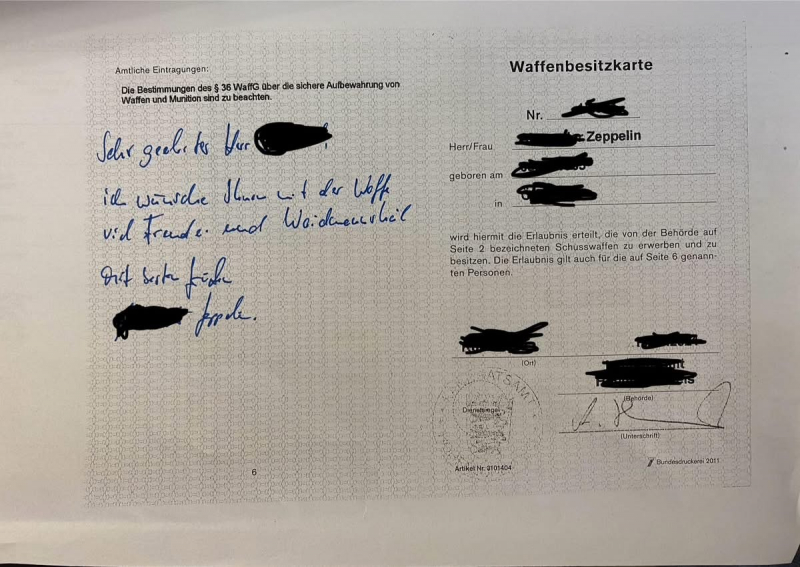 Amtliche Eintragungen:
Die Bestimmungen des § 36 WaffG über die sichere Aufbewahrung von
Waffen und Munition sind zu beachten.
Sehr geehrter Herr
ich wünsche Ihnen mit der Waffe
viel Freude und Waidmannsheil
Mit besten Grüßen
Zeppelin.
6
Waffenbesitzkarte
Nr.
Herr/Frau Zeppelin
geboren am
in
wird hiermit die Erlaubnis erteilt, die von der Behörde auf
Seite 2 bezeichneten Schusswaffen zu erwerben und zu
besitzen. Die Erlaubnis gilt auch für die auf Seite 6 genann-
ten Personen.
(Ort)
(Behörde)
Dienstsiegel
(Unterschrift)
Artikel Nr. 9101404
Bundesdruckerei 2011